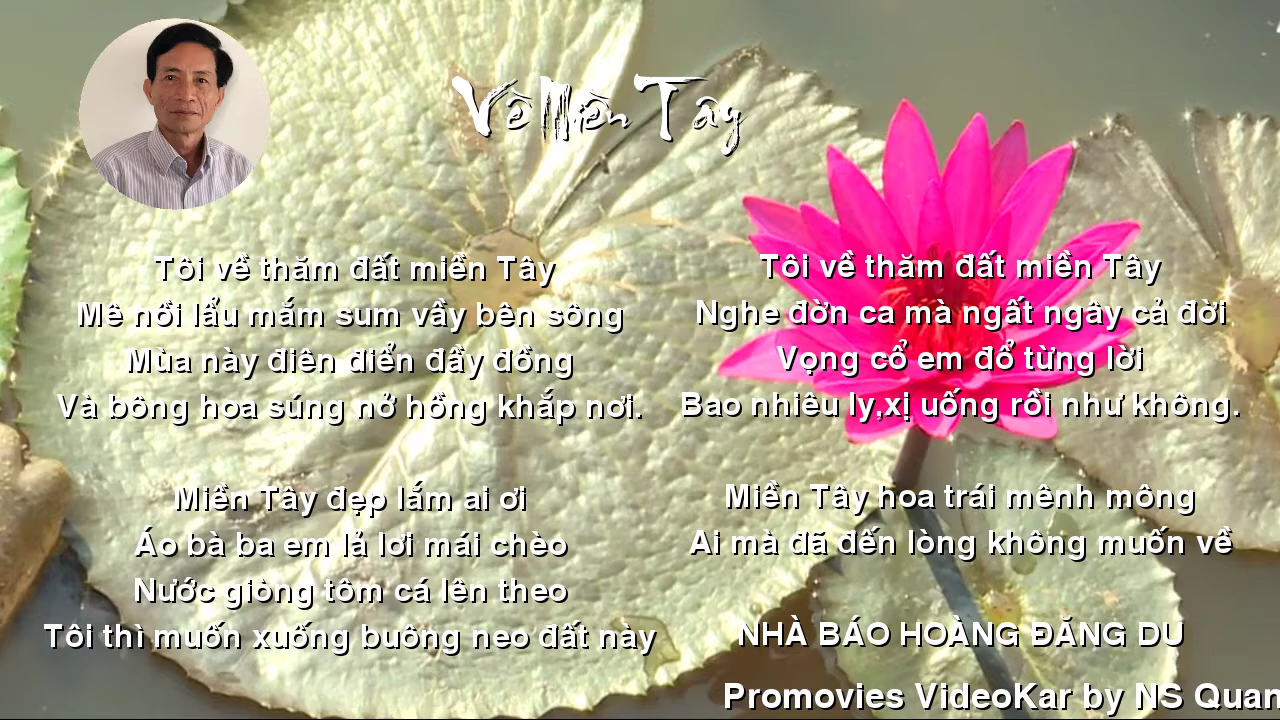 Về Miền Tây
Tôi về thăm đất miền Tây
Mê nồi lẩu mắm sum vầy bên sông
Mùa này điên điển đầy đồng
Và bông hoa súng nở hồng khắp nơi.
Miền Tây đẹp lắm ai ơi
Áo bà ba em lả lơi mái chèo
Nước giòng tôm cá lên theo
Tôi thì muốn xuống buông neo đất này
Tôi về thăm đất miền Tây
Nghe đờn ca mà ngất ngây cả đời
Vọng cổ em đổ từng lời
Bao nhiêu ly,xị uống rồi như không.
Miền Tây hoa trái mênh mông
Ai mà đã đến lòng không muốn về
NHÀ BÁO HOÀNG ĐĂNG DU
Promovies VideoKar by NS Quan